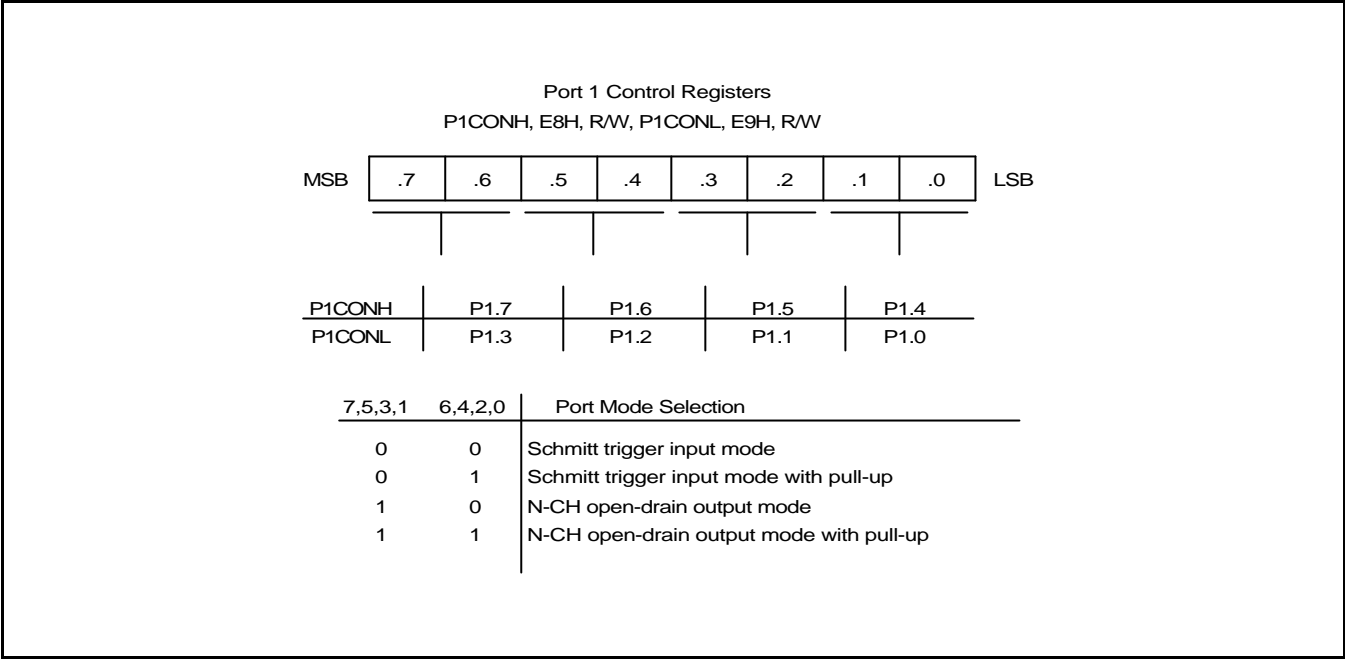 Port 1 Control Registers
P1CONH, E8H, R/W, P1CONL, E9H, R/W
MSB .7 .6 .5 .4 .3 .2 .1 .0 LSB
P1CONH P1.7 P1.6 P1.5 P1.4
P1CONL P1.3 P1.2 P1.1 P1.0
7,5,3,1 6,4,2,0 Port Mode Selection
0 0 Schmitt trigger input mode
0 1 Schmitt trigger input mode with pull-up
1 0 N-CH open-drain output mode
1 1 N-CH open-drain output mode with pull-up